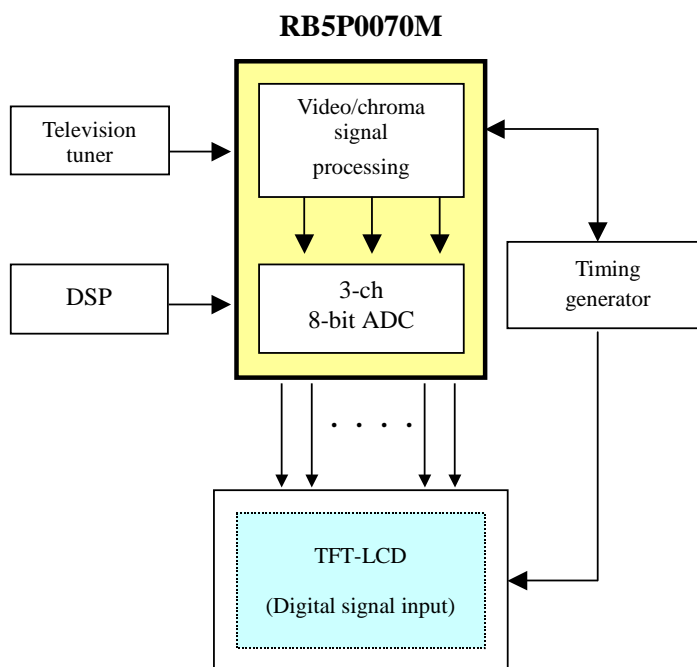 RB5P0070M
Video/chroma
signal
processing
Television
tuner
3-ch
8-bit ADC
DSP
Timing
generator
. . . .
TFT-LCD
(Digital signal input)